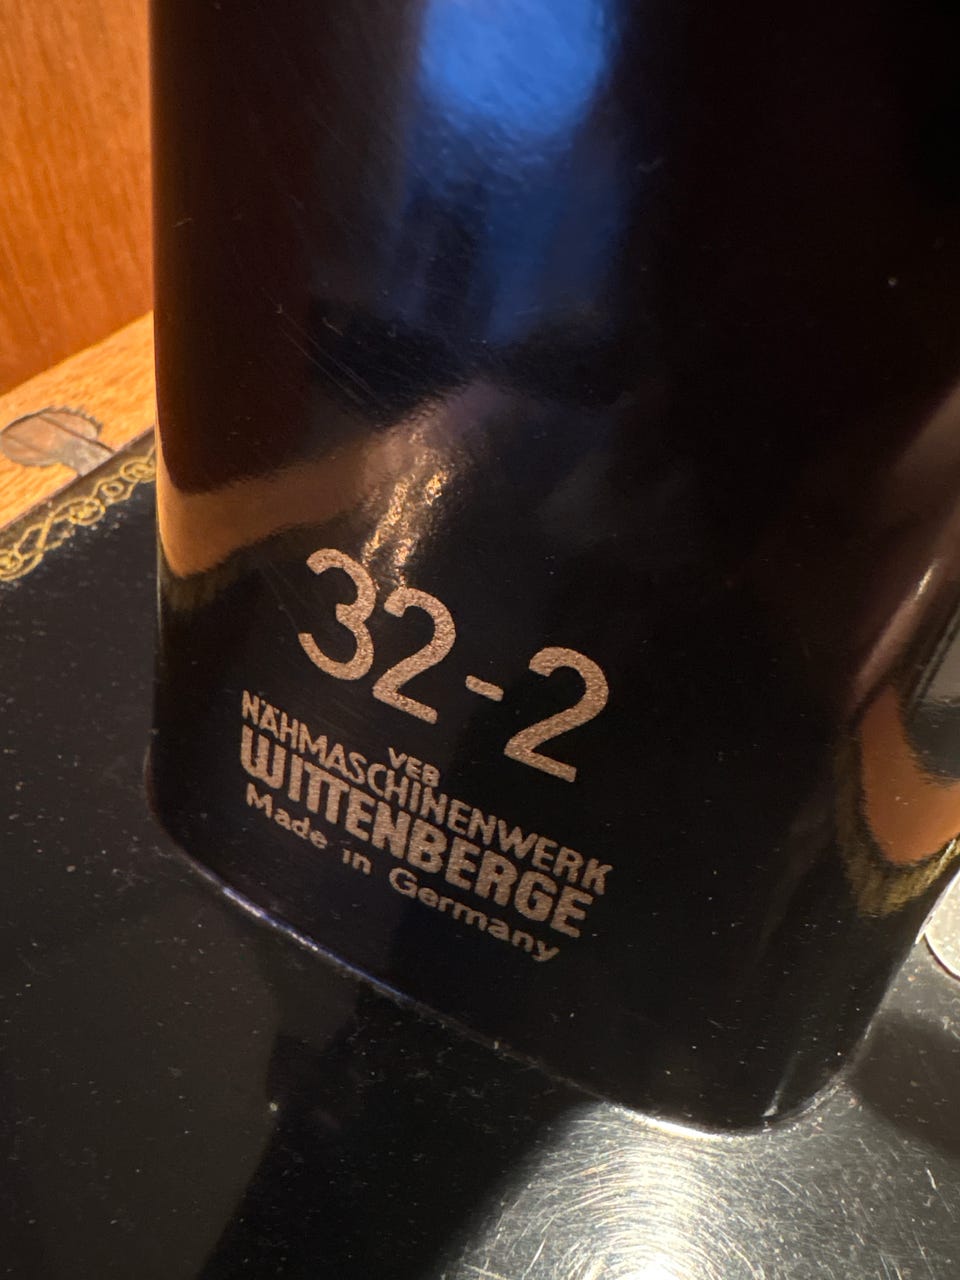 32-2
VEB
NÄHMASCHINENWERK
WITTENBERGE
Made in Germany